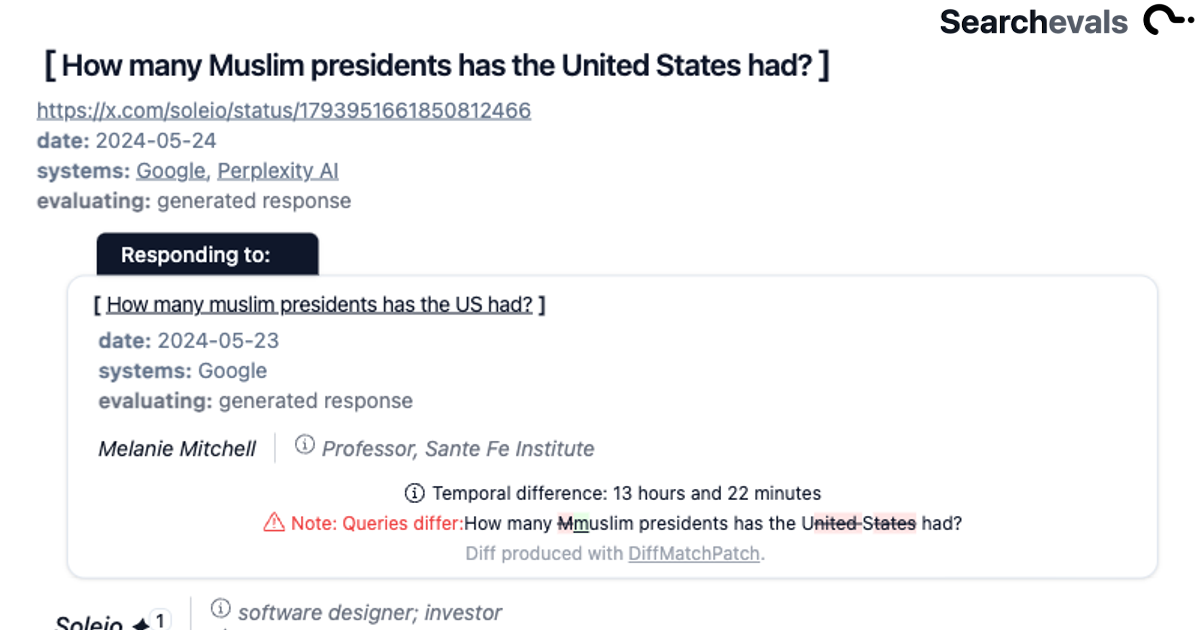 Searchevals
[ How many Muslim presidents has the United States had? ]
https://x.com/soleio/status/1793951661850812466
date: 2024-05-24
systems: Google, Perplexity AI
evaluating: generated response
Responding to:
[ How many muslim presidents has the US had? ]
date: 2024-05-23
systems: Google
evaluating: generated response
Melanie Mitchell
Professor, Sante Fe Institute
Temporal difference: 13 hours and 22 minutes
Note: Queries differ:How many Mmuslim presidents has the United States had?
Diff produced with DiffMatchPatch.
Soleio 1
software designer; investor